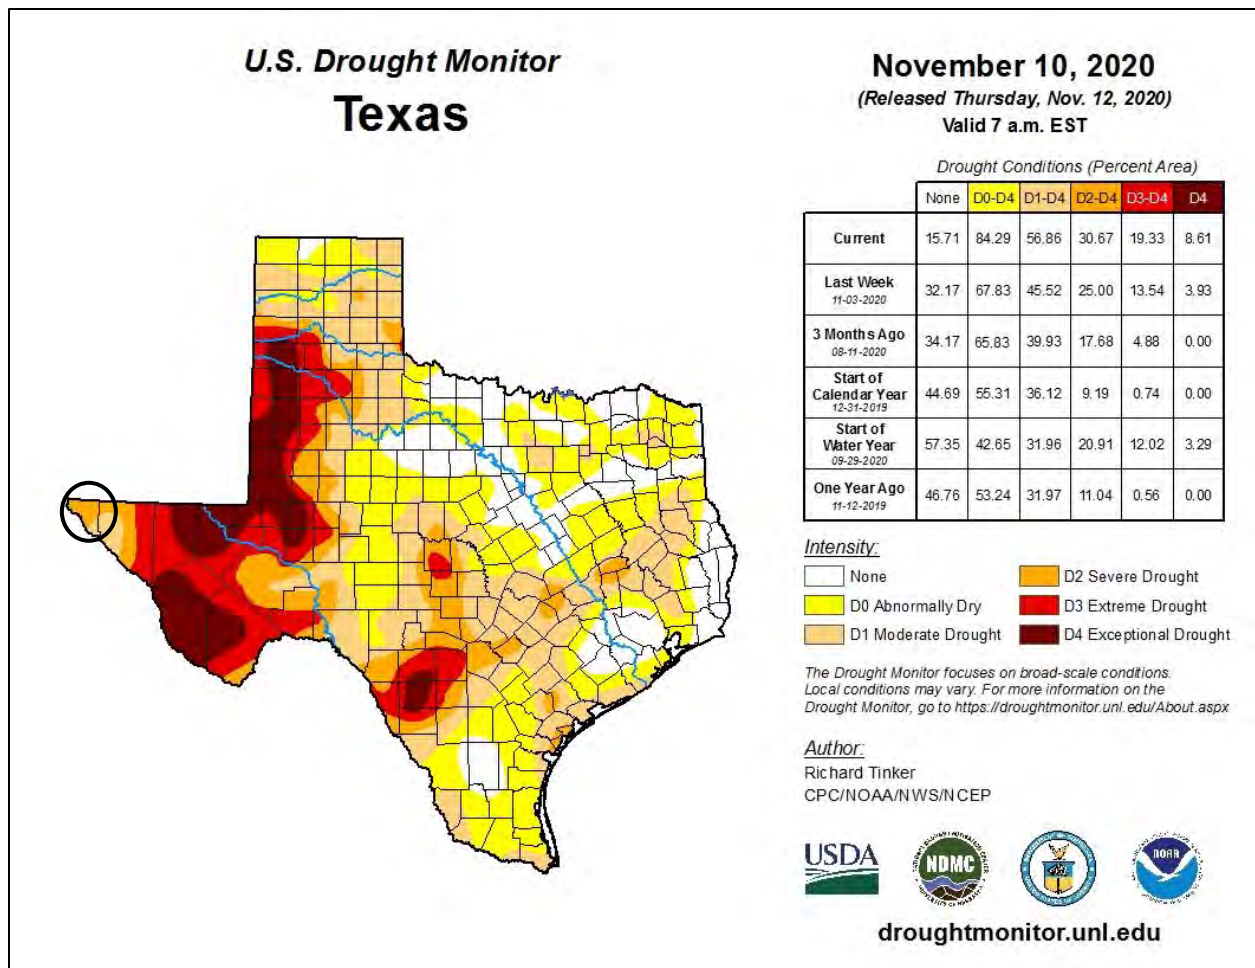 U.S. Drought Monitor
Texas
November 10, 2020
(Released Thursday, Nov. 12, 2020)
Valid 7 a.m. EST
Drought Conditions (Percent Area)
None D0-D4 D1-D4 D2-D4 D3-D4 D4
Current 15.71 84.29 56.86 30.67 19.33 8.61
Last Week 11-03-2020 32.17 67.83 45.52 25.00 13.54 3.93
3 Months Ago 08-11-2020 34.17 65.83 39.93 17.68 4.88 0.00
Start of Calendar Year 12-31-2019 44.69 55.31 36.12 9.19 0.74 0.00
Start of Water Year 09-29-2020 57.35 42.65 31.96 20.91 12.02 3.29
One Year Ago 11-12-2019 46.76 53.24 31.97 11.04 0.56 0.00
Intensity:
None
D0 Abnormally Dry
D1 Moderate Drought
D2 Severe Drought
D3 Extreme Drought
D4 Exceptional Drought
The Drought Monitor focuses on broad-scale conditions.
Local conditions may vary. For more information on the
Drought Monitor, go to https://droughtmonitor.unl.edu/About.aspx
Author:
Richard Tinker
CPC/NOAA/NWS/NCEP
USDA
NDMC
NOAA
droughtmonitor.unl.edu